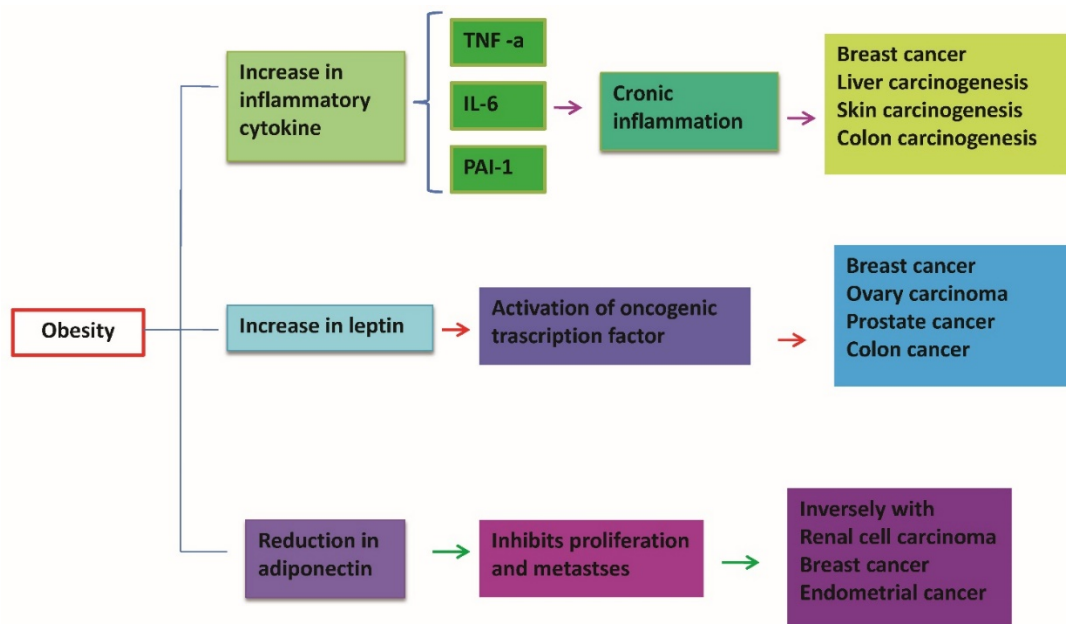 Obesity
Increase in
inflammatory
cytokine
TNF -a
IL-6
PAI-1
Cronic
inflammation
Breast cancer
Liver carcinogenesis
Skin carcinogenesis
Colon carcinogenesis
Increase in leptin
Activation of oncogenic
trascription factor
Breast cancer
Ovary carcinoma
Prostate cancer
Colon cancer
Reduction in
adiponectin
Inhibits proliferation
and metastses
Inversely with
Renal cell carcinoma
Breast cancer
Endometrial cancer